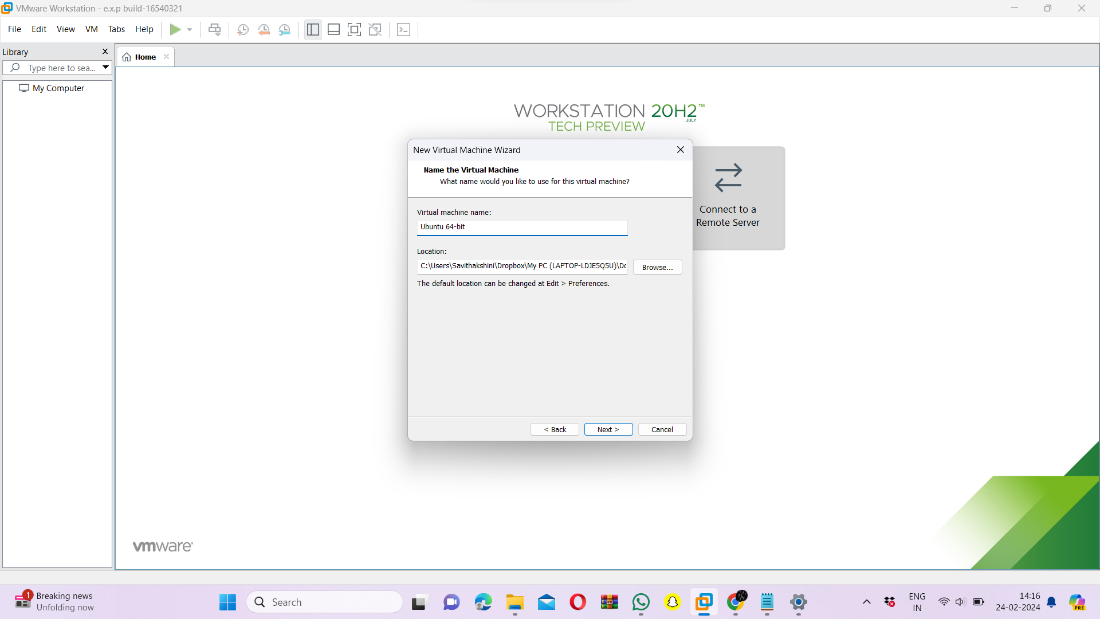 VMware Workstation - e.x.p build-16540321
File Edit View VM Tabs Help
Library X
Type here to sea...
My Computer
Home
WORKSTATION 20H2™
JULY
TECH PREVIEW
Connect to a
Remote Server
New Virtual Machine Wizard
Name the Virtual Machine
What name would you like to use for this virtual machine?
Virtual machine name:
Ubuntu 64-bit
Location:
C:\Users\Savithakshini\Dropbox\My PC (LAPTOP-LDJE5Q5U)\Do
Browse...
The default location can be changed at Edit > Preferences.
< Back Next > Cancel
vmware®
1
Breaking news
Unfolding now
Search
ENG
IN
14:16
24-02-2024
PRE